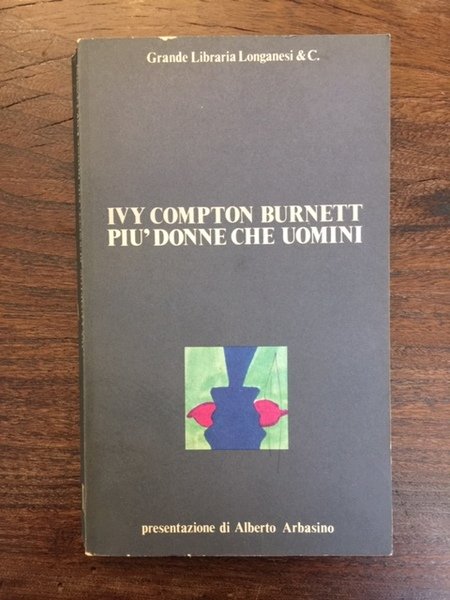 Grande Libraria Longanesi & C.
IVY COMPTON BURNETT
PIU' DONNE CHE UOMINI
presentazione di Alberto Arbasino